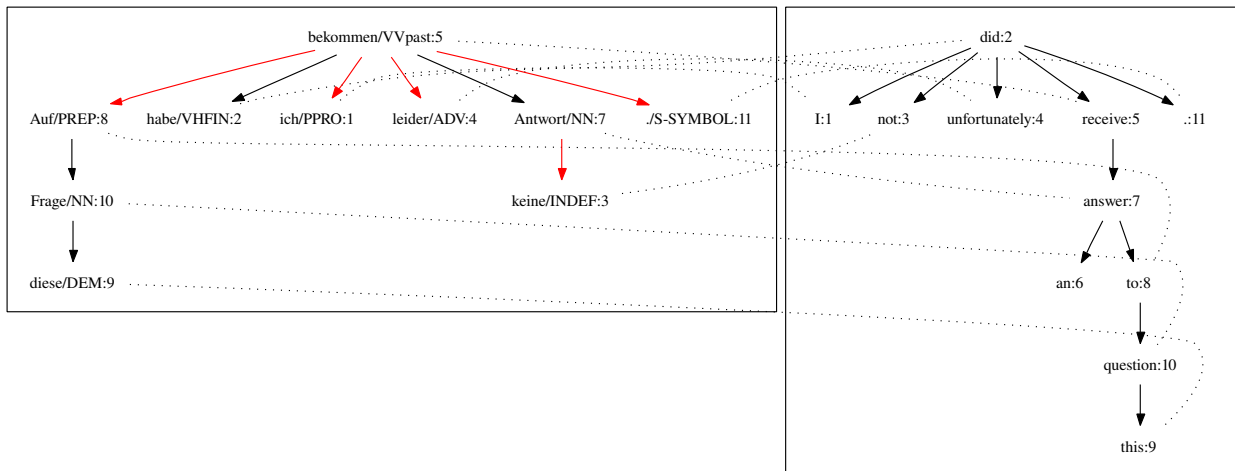 bekommen/VVpast:5
Auf/PREP:8 habe/VHFIN:2 ich/PPRO:1 leider/ADV:4 Antwort/NN:7 ./S-SYMBOL:11
Frage/NN:10 keine/INDEF:3
diese/DEM:9
did:2
I:1 not:3 unfortunately:4 receive:5 .:11
answer:7
an:6 to:8
question:10
this:9